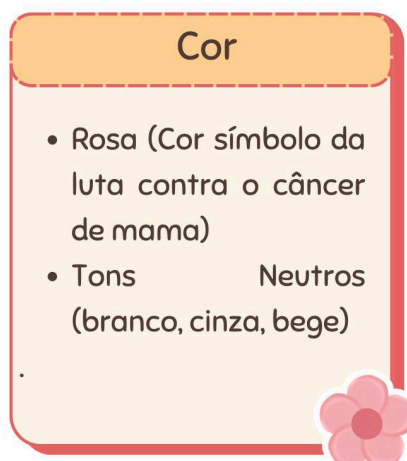 Cor
• Rosa (Cor símbolo da
luta contra o câncer
de mama)
• Tons Neutros
(branco, cinza, bege)
.